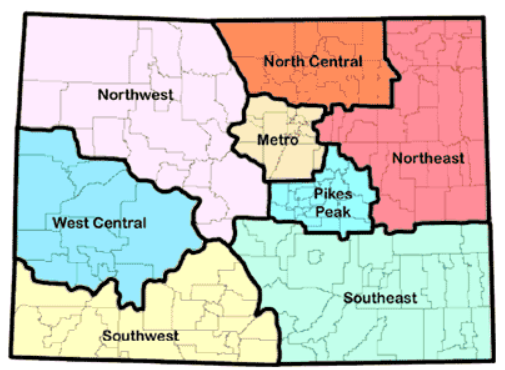 North Central
Northwest
Metro
Northeast
Pikes
Peak
West Central
Southeast
Southwest